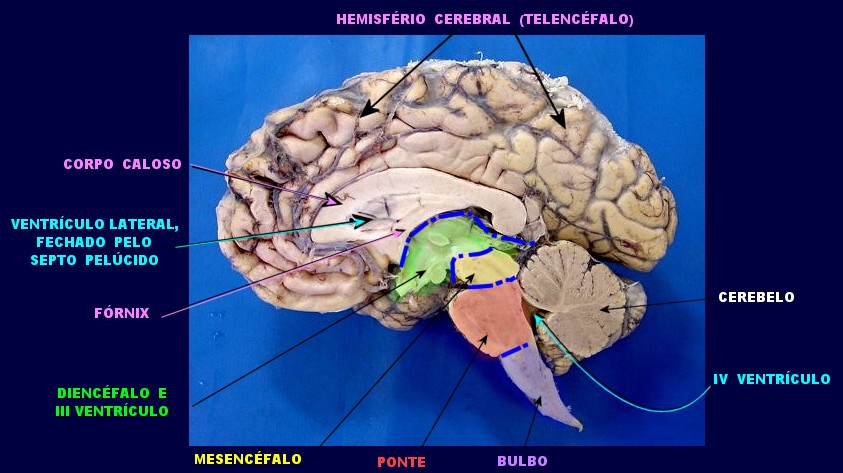 HEMISFÉRIO CEREBRAL (TELENCÉFALO)
CORPO CALOSO
VENTRÍCULO LATERAL,
FECHADO PELO
SEPTO PELÚCIDO
FÓRNIX
CEREBELO
IV VENTRÍCULO
DIENCÉFALO E
III VENTRÍCULO
MESENCÉFALO
PONTE
BULBO